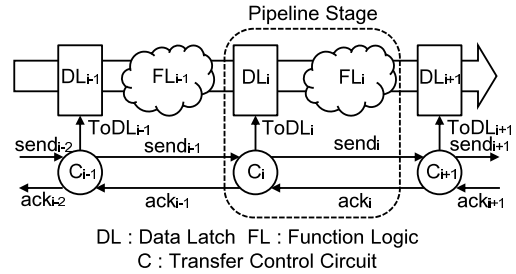 Pipeline Stage
DLi-1 FLi-1 DLi FLi DLi+1
ToDLi-1 ToDLi ToDLi+1
sendi-2 sendi-1 sendi sendi+1
Ci-1 Ci Ci+1
acki-2 acki-1 acki acki+1
DL : Data Latch FL : Function Logic
C : Transfer Control Circuit